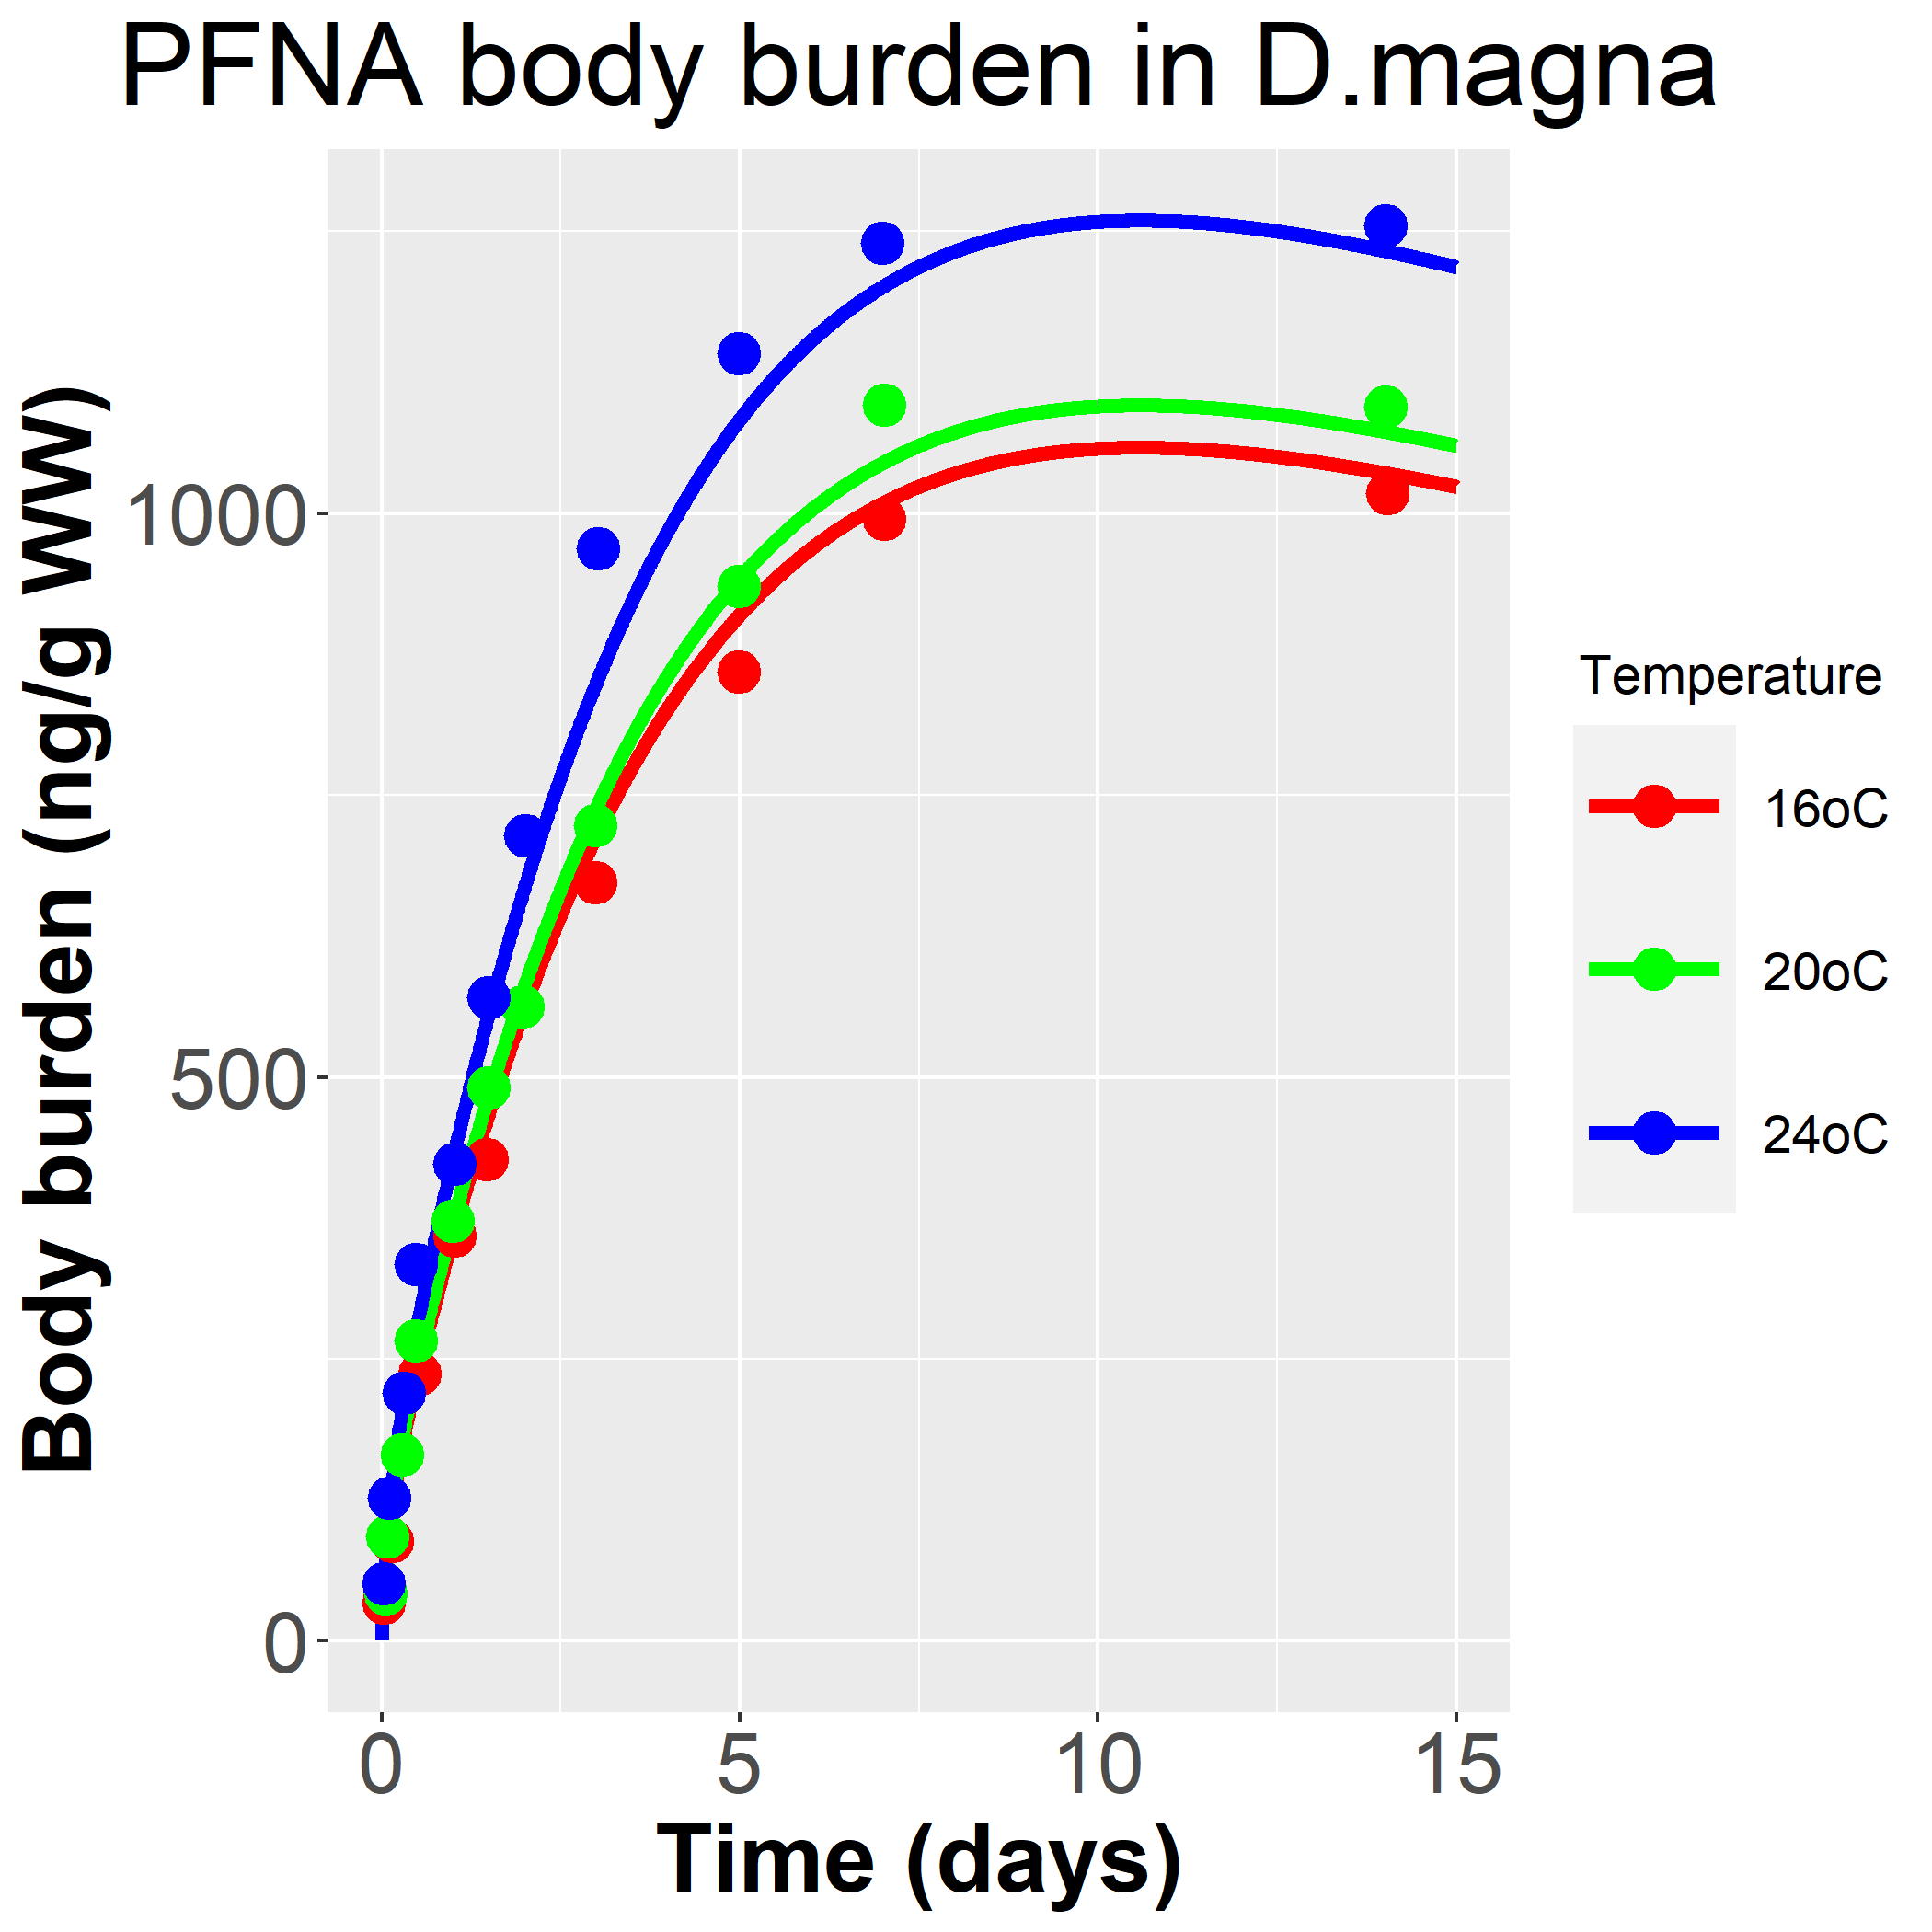 PFNA body burden in D.magna
Body burden (ng/g WW)
1000
500
0
0 5 10 15
Time (days)
Temperature
16oC
20oC
24oC